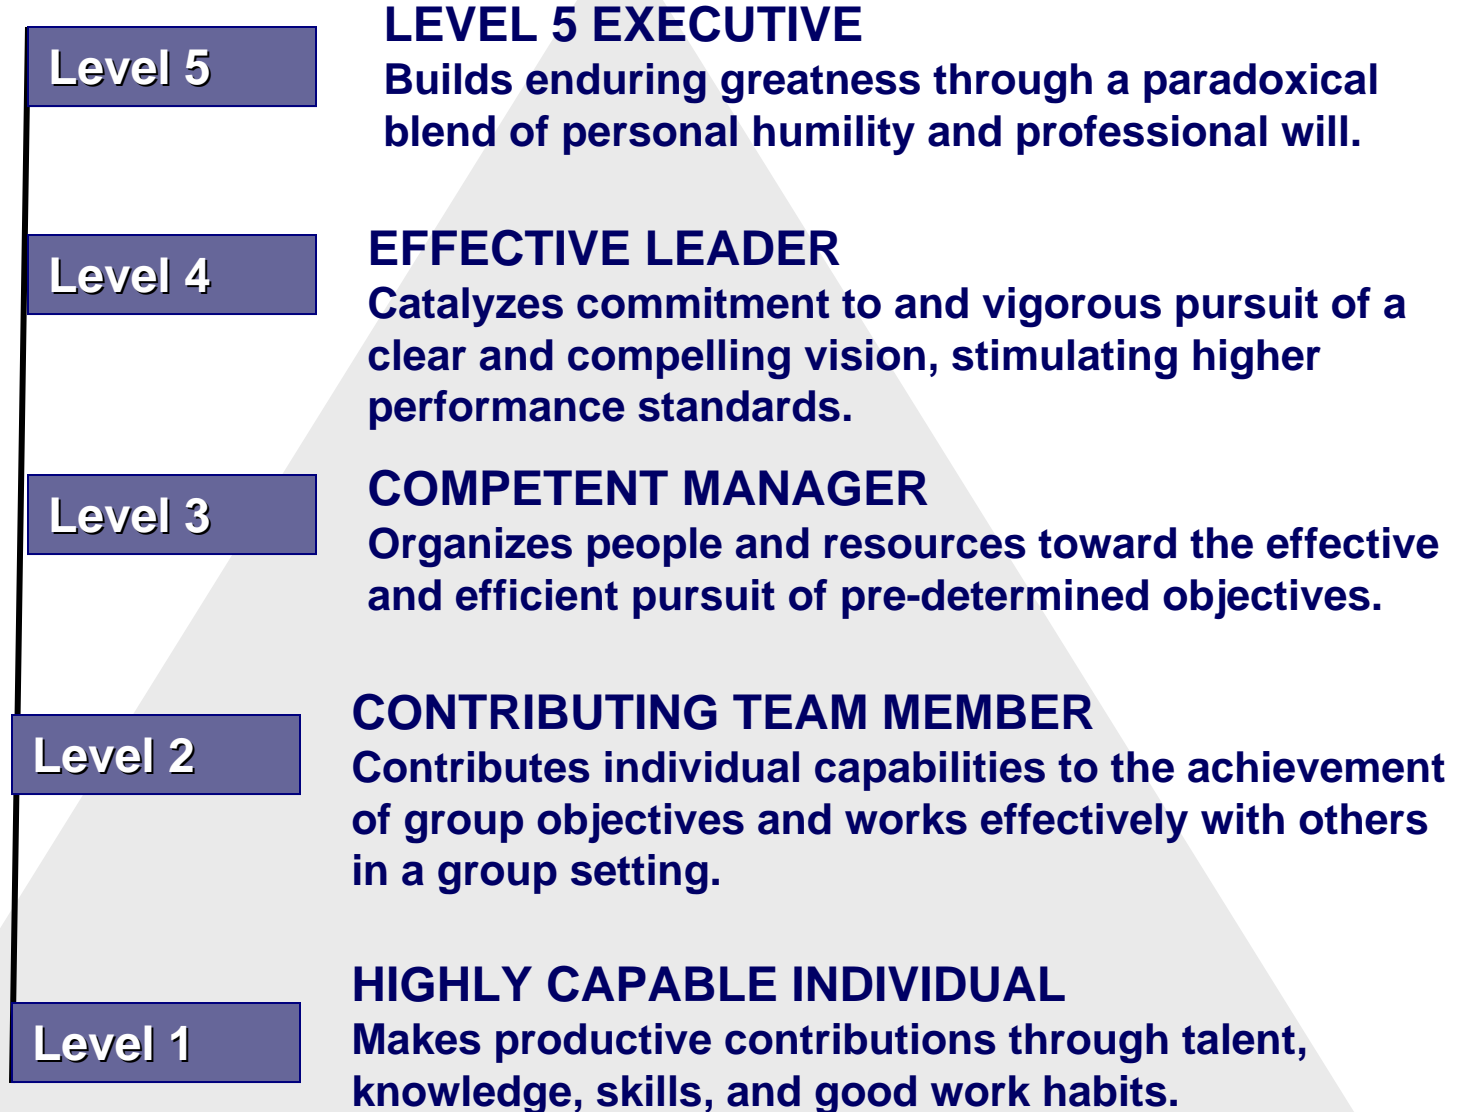 Level 5
LEVEL 5 EXECUTIVE
Builds enduring greatness through a paradoxical
blend of personal humility and professional will.
Level 4
EFFECTIVE LEADER
Catalyzes commitment to and vigorous pursuit of a
clear and compelling vision, stimulating higher
performance standards.
Level 3
COMPETENT MANAGER
Organizes people and resources toward the effective
and efficient pursuit of pre-determined objectives.
Level 2
CONTRIBUTING TEAM MEMBER
Contributes individual capabilities to the achievement
of group objectives and works effectively with others
in a group setting.
Level 1
HIGHLY CAPABLE INDIVIDUAL
Makes productive contributions through talent,
knowledge, skills, and good work habits.